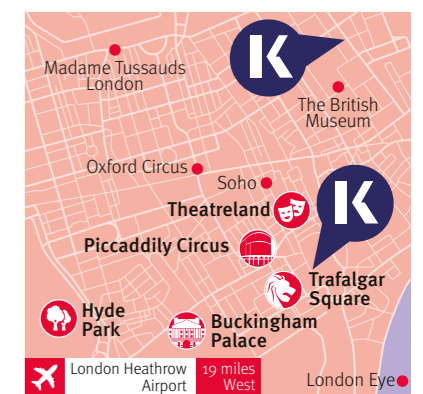 K
Madame Tussauds
London
The British
Museum
Oxford Circus
Soho
K
Theatreland
Piccadilly Circus
Trafalgar
Square
Hyde
Park
Buckingham
Palace
London Heathrow
Airport
19 miles
West
London Eye